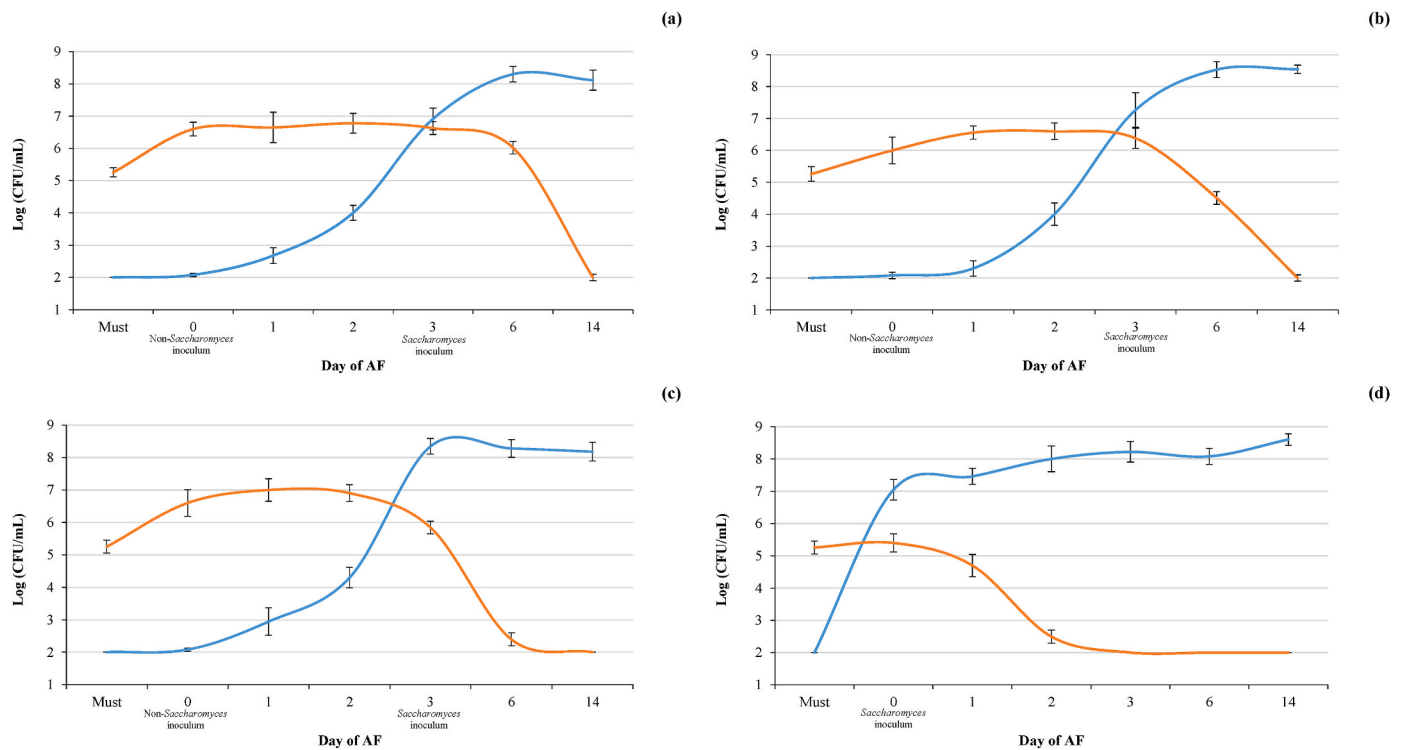 (a)
9
8
7
6
5
4
3
2
1
Log (CFU/mL)
Must 0 1 2 3 6 14
Non-Saccharomyces
inoculum
Saccharomyces
inoculum
Day of AF
(b)
9
8
7
6
5
4
3
2
1
Log (CFU/mL)
Must 0 1 2 3 6 14
Non-Saccharomyces
inoculum
Saccharomyces
inoculum
Day of AF
(c)
9
8
7
6
5
4
3
2
1
Log (CFU/mL)
Must 0 1 2 3 6 14
Non-Saccharomyces
inoculum
Saccharomyces
inoculum
Day of AF
(d)
9
8
7
6
5
4
3
2
1
Log (CFU/mL)
Must 0 1 2 3 6 14
Saccharomyces
inoculum
Day of AF